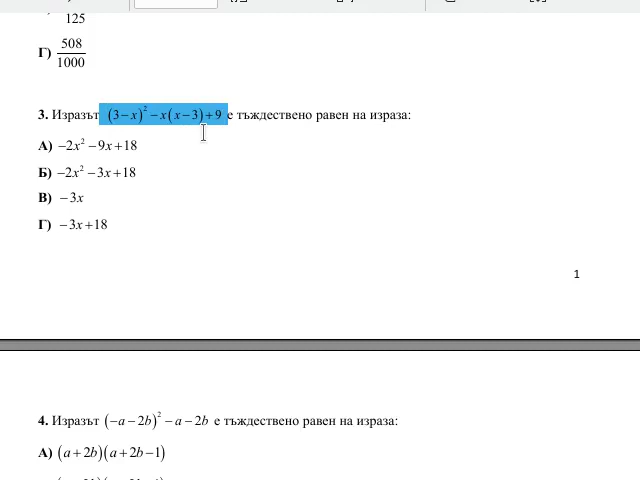 125
Г) 508/1000
3. Изразът (3−x)² −x(x−3)+9 е тъждествено равен на израза:
А) −2x² −9x+18
Б) −2x² −3x+18
В) −3x
Г) −3x+18
1
4. Изразът (−a−2b)² −a−2b е тъждествено равен на израза:
А) (a+2b)(a+2b−1)